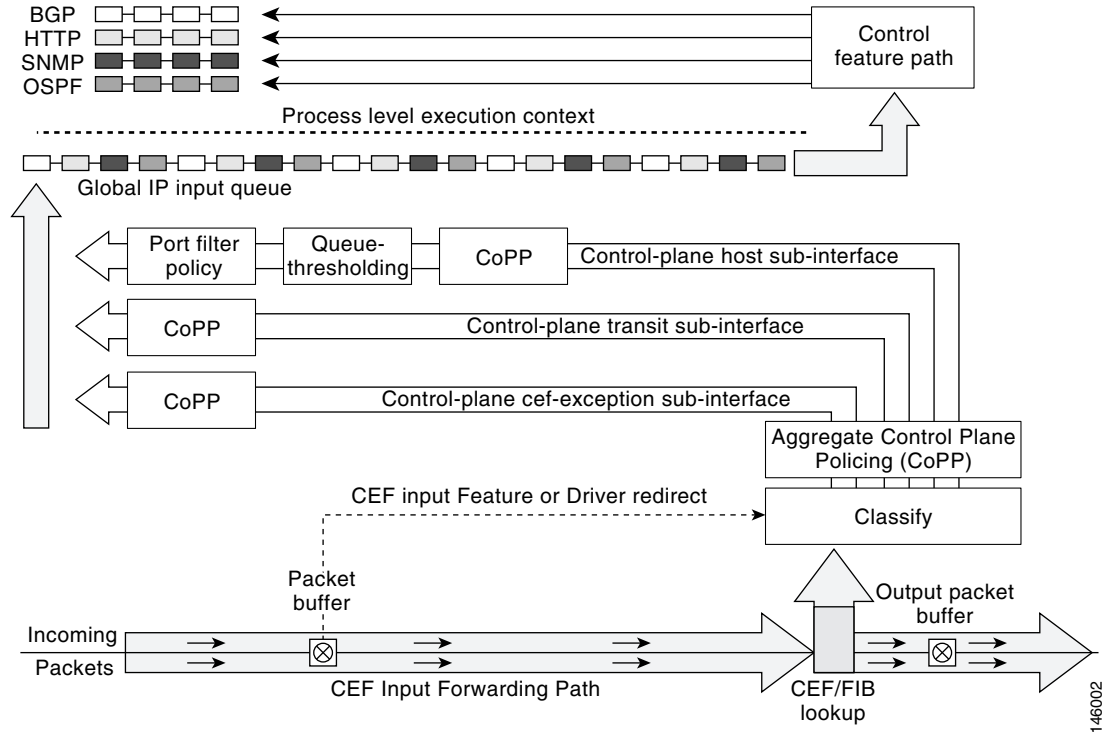 BGP
HTTP
SNMP
OSPF
Control
feature path
Process level execution context
Global IP input queue
Port filter
policy
Queue-
thresholding
CoPP
Control-plane host sub-interface
CoPP
Control-plane transit sub-interface
CoPP
Control-plane cef-exception sub-interface
Aggregate Control Plane
Policing (CoPP)
CEF input Feature or Driver redirect
Classify
Packet
buffer
Output packet
buffer
Incoming
Packets
CEF Input Forwarding Path
CEF/FIB
lookup
146002